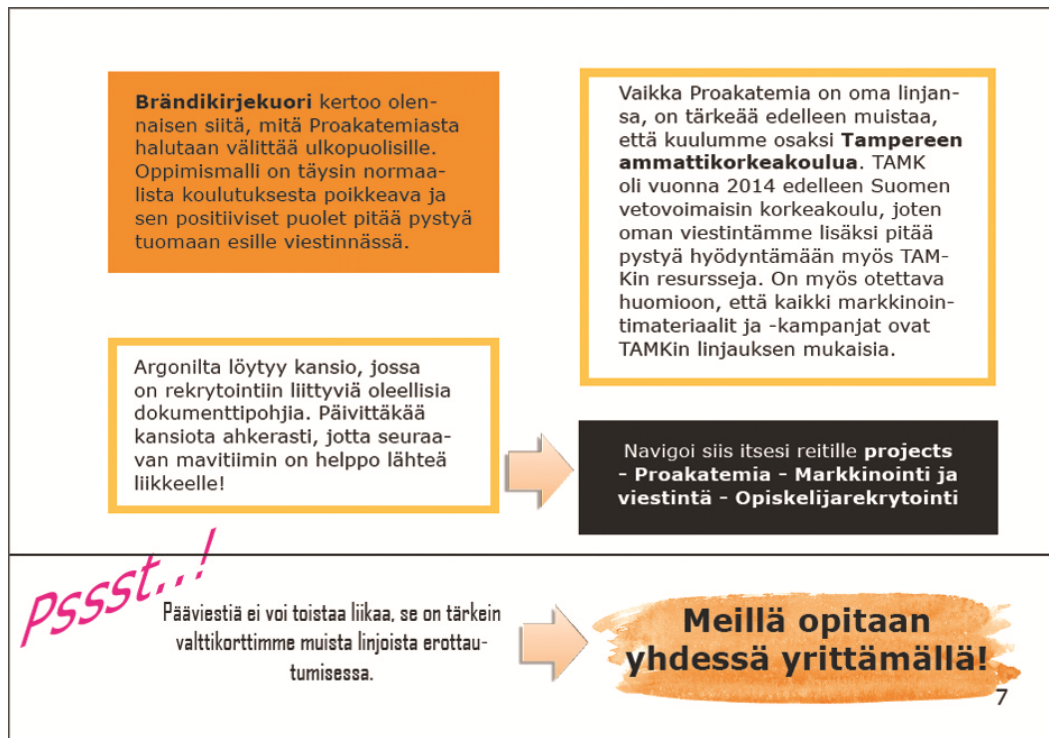 Brändikirjekuori kertoo olen-
naisen siitä, mitä Proakatemiasta
halutaan välittää ulkopuolisille.
Oppimismalli on täysin normaa-
lista koulutuksesta poikkeava ja
sen positiiviset puolet pitää pystyä
tuomaan esille viestinnässä.
Vaikka Proakatemia on oma linjan-
sa, on tärkeää edelleen muistaa,
että kuulumme osaksi Tampereen
ammattikorkeakoulua. TAMK
oli vuonna 2014 edelleen Suomen
vetovoimaisin korkeakoulu, joten
oman viestintämme lisäksi pitää
pystyä hyödyntämään myös TAM-
Kin resursseja. On myös otettava
huomioon, että kaikki markkinoin-
timateriaalit ja -kampanjat ovat
TAMKin linjauksen mukaisia.
Argonilta löytyy kansio, jossa
on rekrytointiin liittyviä oleellisia
dokumenttipohjia. Päivittäkää
kansiota ahkerasti, jotta seuraa-
van mavitiimin on helppo lähteä
liikkeelle!
Navigoi siis itsesi reitille projects
– Proakatemia – Markkinointi ja
viestintä – Opiskelijarekrytointi
Pssst..!
Pääviestiä ei voi toistaa liikaa, se on tärkein
valttikorttimme muista linjoista erottau-
tumisessa.
Meillä opitaan
yhdessä yrittämällä!
7